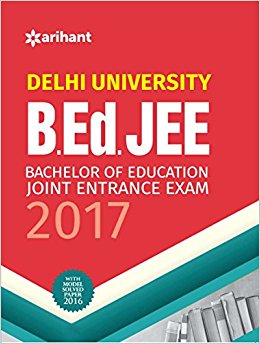 arihant
DELHI UNIVERSITY
B.Ed. JEE
BACHELOR OF EDUCATION
JOINT ENTRANCE EXAM
2017
WITH
MODEL
SOLVED
PAPER
2016